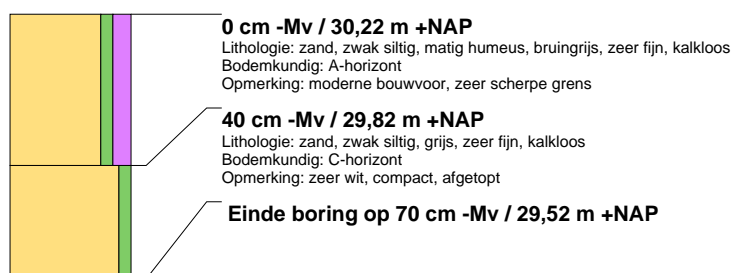 0 cm -Mv / 30,22 m +NAP
Lithologie: zand, zwak siltig, matig humeus, bruingrijs, zeer fijn, kalkloos
Bodemkundig: A-horizont
Opmerking: moderne bouwvoor, zeer scherpe grens
40 cm -Mv / 29,82 m +NAP
Lithologie: zand, zwak siltig, grijs, zeer fijn, kalkloos
Bodemkundig: C-horizont
Opmerking: zeer wit, compact, afgetopt
Einde boring op 70 cm -Mv / 29,52 m +NAP